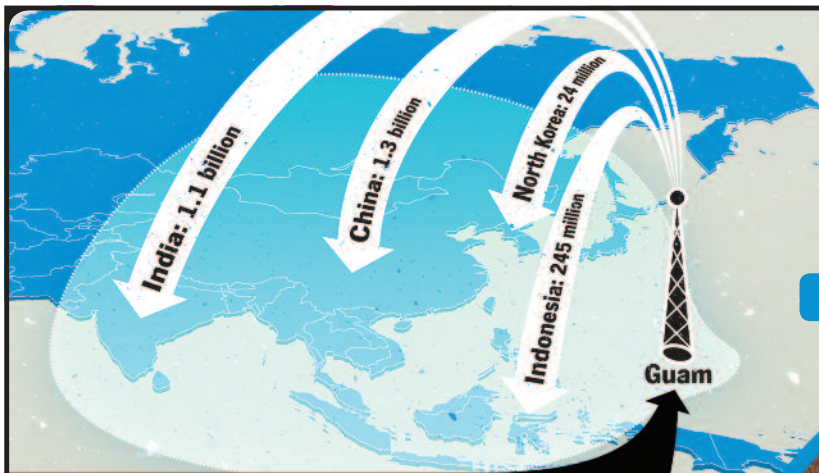 India: 1.1 billion
China: 1.3 billion
North Korea: 24 million
Indonesia: 245 million
Guam